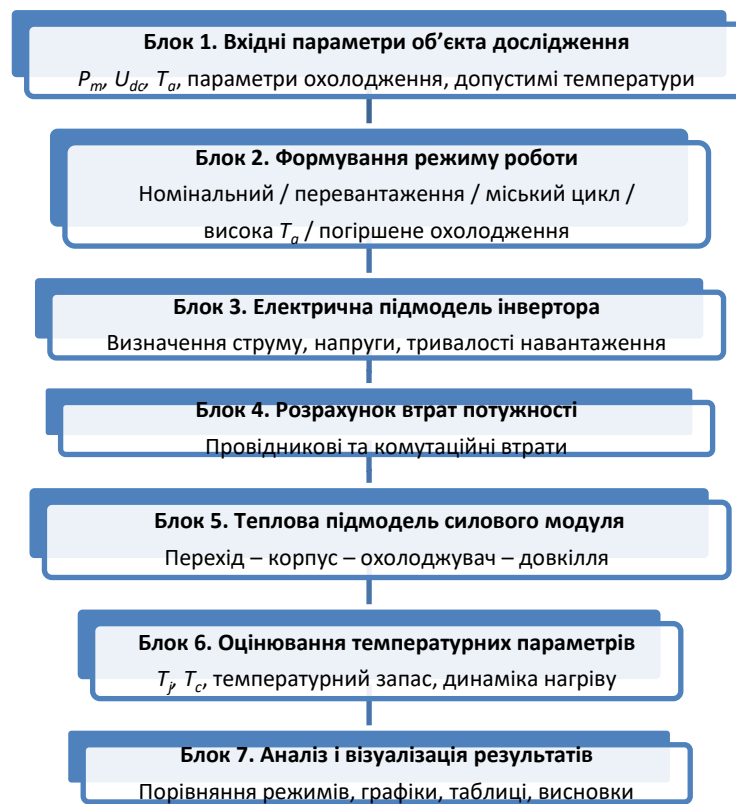 Блок 1. Вхідні параметри об’єкта дослідження
Pm, Udc, Ta, параметри охолодження, допустимі температури
Блок 2. Формування режиму роботи
Номінальний / перевантаження / міський цикл /
висока Ta / погіршене охолодження
Блок 3. Електрична підмодель інвертора
Визначення струму, напруги, тривалості навантаження
Блок 4. Розрахунок втрат потужності
Провідникові та комутаційні втрати
Блок 5. Теплова підмодель силового модуля
Перехід – корпус – охолоджувач – довкілля
Блок 6. Оцінювання температурних параметрів
Tj, Tc, температурний запас, динаміка нагріву
Блок 7. Аналіз і візуалізація результатів
Порівняння режимів, графіки, таблиці, висновки